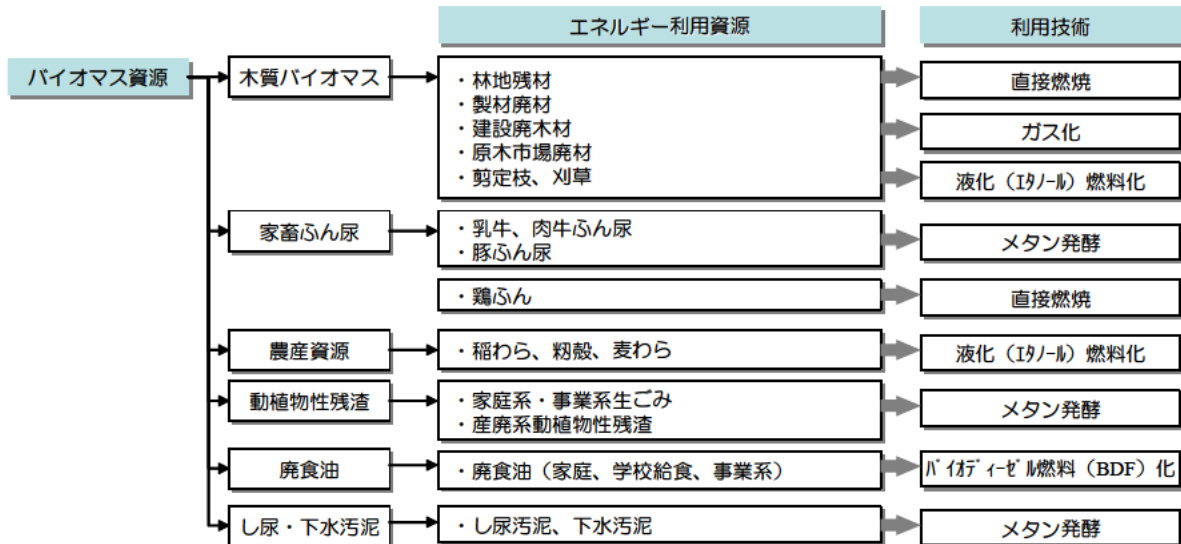 エネルギー利用資源
利用技術
バイオマス資源
木質バイオマス
・林地残材
・製材廃材
・建設廃木材
・原木市場廃材
・剪定枝、刈草
直接燃焼
ガス化
液化（ｴﾀﾉｰﾙ）燃料化
家畜ふん尿
・乳牛、肉牛ふん尿
・豚ふん尿
メタン発酵
・鶏ふん
直接燃焼
農産資源
・稲わら、籾殻、麦わら
液化（ｴﾀﾉｰﾙ）燃料化
動植物性残渣
・家庭系・事業系生ごみ
・産廃系動植物性残渣
メタン発酵
廃食油
・廃食油（家庭、学校給食、事業系）
ﾊﾞｲｵﾃﾞｨｰｾﾞﾙ燃料（BDF）化
し尿・下水汚泥
・し尿汚泥、下水汚泥
メタン発酵